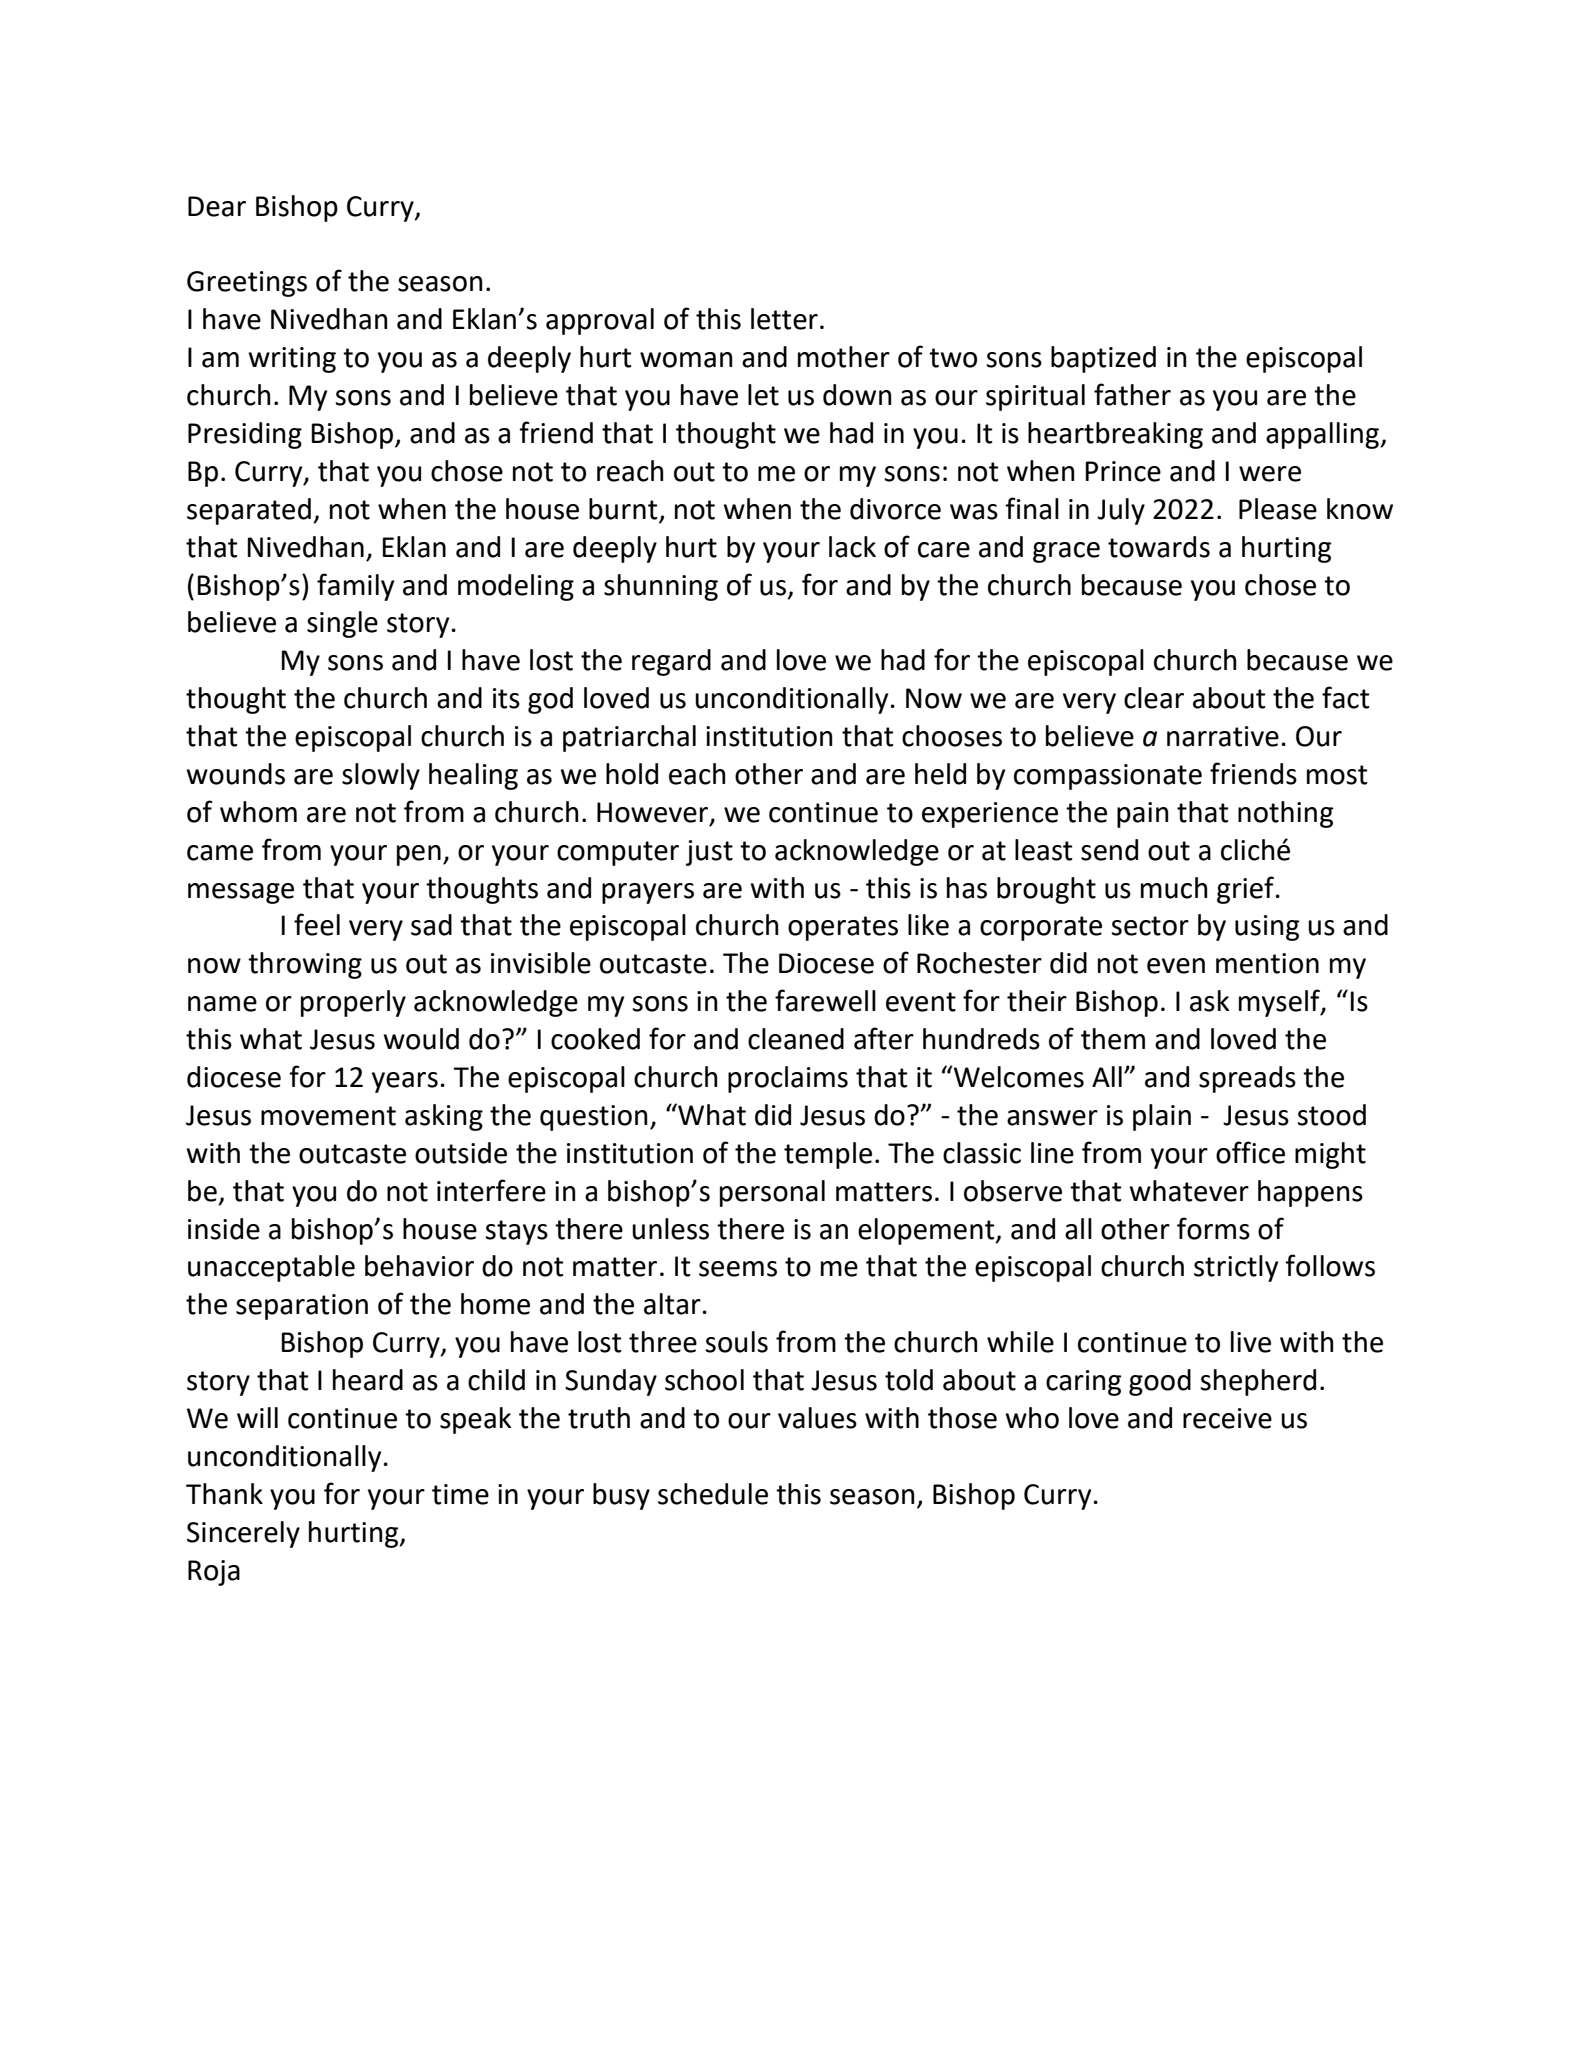 Dear Bishop Curry,
Greetings of the season.
I have Nivedhan and Eklan’s approval of this letter.
I am writing to you as a deeply hurt woman and mother of two sons baptized in the episcopal
church. My sons and I believe that you have let us down as our spiritual father as you are the
Presiding Bishop, and as a friend that I thought we had in you. It is heartbreaking and appalling,
Bp. Curry, that you chose not to reach out to me or my sons: not when Prince and I were
separated, not when the house burnt, not when the divorce was final in July 2022.  Please know
that Nivedhan, Eklan and I are deeply hurt by your lack of care and grace towards a hurting
(Bishop’s) family and modeling a shunning of us, for and by the church because you chose to
believe a single story.
My sons and I have lost the regard and love we had for the episcopal church because we
thought the church and its god loved us unconditionally. Now we are very clear about the fact
that the episcopal church is a patriarchal institution that chooses to believe a narrative. Our
wounds are slowly healing as we hold each other and are held by compassionate friends most
of whom are not from a church. However, we continue to experience the pain that nothing
came from your pen, or your computer just to acknowledge or at least send out a cliché
message that your thoughts and prayers are with us - this is has brought us much grief.
I feel very sad that the episcopal church operates like a corporate sector by using us and
now throwing us out as invisible outcaste. The Diocese of Rochester did not even mention my
name or properly acknowledge my sons in the farewell event for their Bishop. I ask myself, “Is
this what Jesus would do?” I cooked for and cleaned after hundreds of them and loved the
diocese for 12 years. The episcopal church proclaims that it “Welcomes All” and spreads the
Jesus movement asking the question, “What did Jesus do?” - the answer is plain -  Jesus stood
with the outcaste outside the institution of the temple. The classic line from your office might
be, that you do not interfere in a bishop’s personal matters. I observe that whatever happens
inside a bishop’s house stays there unless there is an elopement, and all other forms of
unacceptable behavior do not matter. It seems to me that the episcopal church strictly follows
the separation of the home and the altar.
Bishop Curry, you have lost three souls from the church while I continue to live with the
story that I heard as a child in Sunday school that Jesus told about a caring good shepherd.
We will continue to speak the truth and to our values with those who love and receive us
unconditionally.
Thank you for your time in your busy schedule this season, Bishop Curry.
Sincerely hurting,
Roja